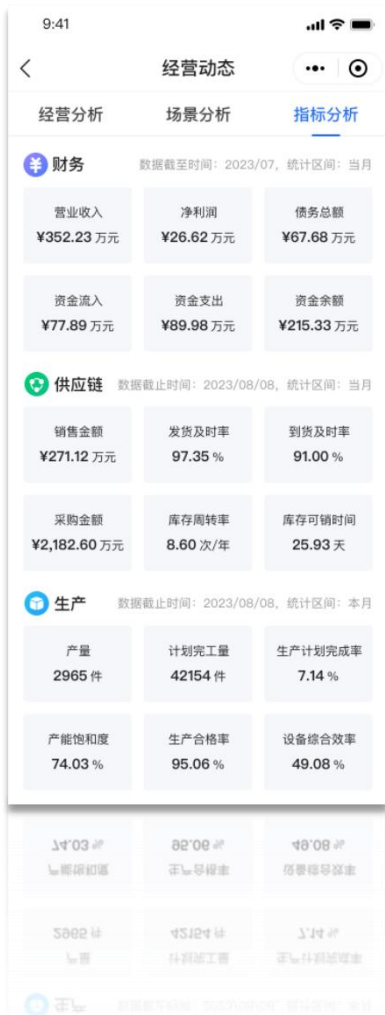 9:41
经营动态
经营分析 场景分析 指标分析
财务 数据截至时间：2023/07，统计区间：当月
营业收入 净利润 债务总额
¥352.23 万元 ¥26.62 万元 ¥67.68 万元
资金流入 资金支出 资金余额
¥77.89 万元 ¥89.98 万元 ¥215.33 万元
供应链 数据截止时间：2023/08/08，统计区间：当月
销售金额 发货及时率 到货及时率
¥271.12 万元 97.35 % 91.00 %
采购金额 库存周转率 库存可销时间
¥2,182.60 万元 8.60 次/年 25.93 天
生产 数据截止时间：2023/08/08，统计区间：本月
产量 计划完工量 生产计划完成率
2965 件 42154 件 7.14 %
产能饱和度 生产合格率 设备综合效率
74.03 % 95.06 % 49.08 %